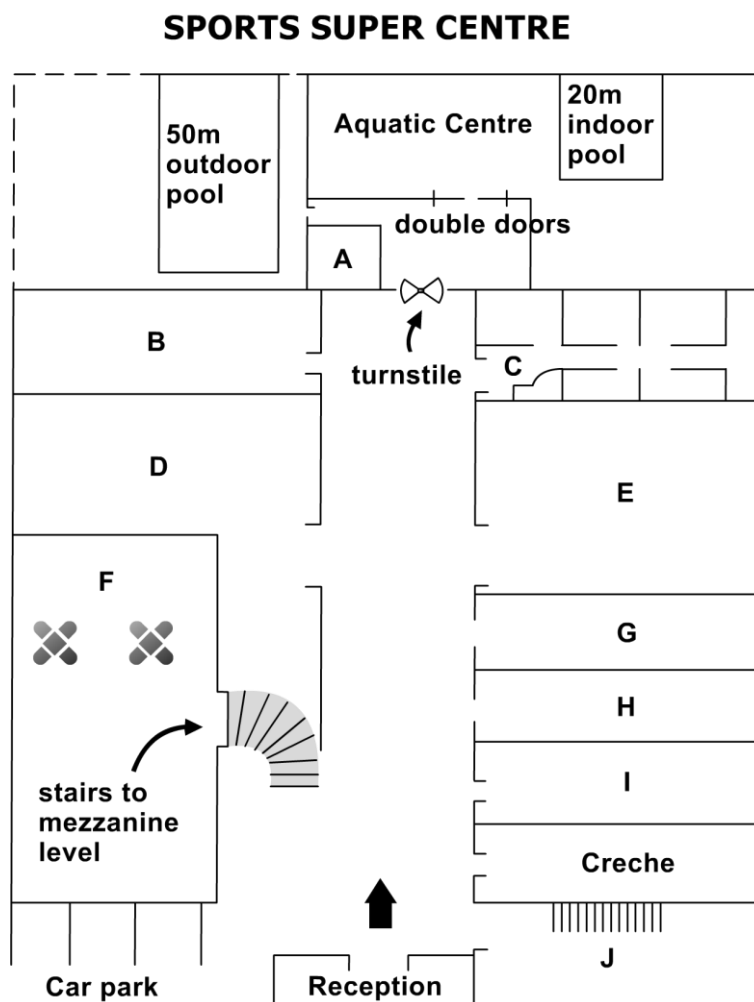 SPORTS SUPER CENTRE
50m
outdoor
pool
Aquatic Centre
20m
indoor
pool
double doors
A
B
turnstile
C
D
E
F
G
H
stairs to
mezzanine
level
I
Creche
J
Car park
Reception